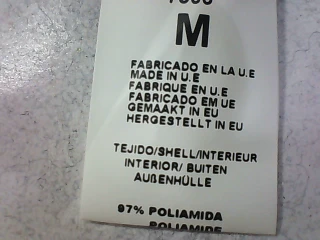 M
FABRICADO EN LA U.E
MADE IN U.E
FABRIQUE EN U.E
FABRICADO EM UE
GEMAAKT IN EU
HERGESTELLT IN EU
TEJIDO/SHELL/INTERIEUR
INTERIOR/ BUITEN
AUßENHÜLLE
97% POLIAMIDA
POLIAMIDE